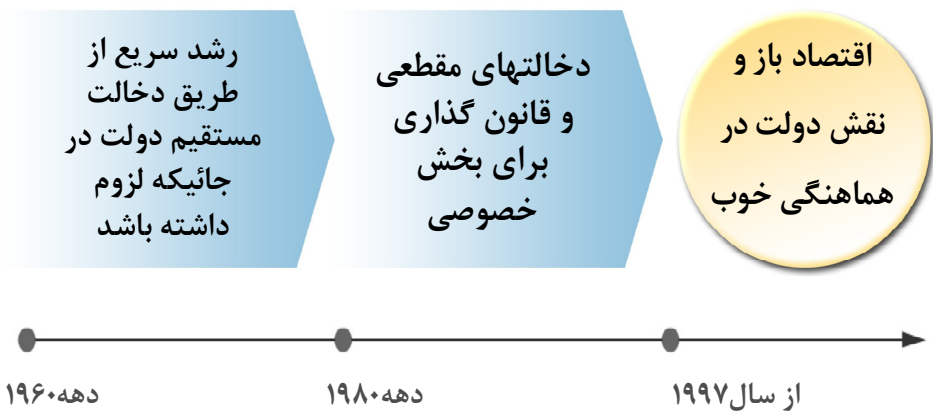 رشد سریع از
طریق دخالت
مستقیم دولت در
جائیکه لزوم
داشته باشد
دخالتهای مقطعی
و قانون گذاری
برای بخش
خصوصی
اقتصاد باز و
نقش دولت در
هماهنگی خوب
دهه۱۹۶۰
دهه۱۹۸۰
از سال۱۹۹۷